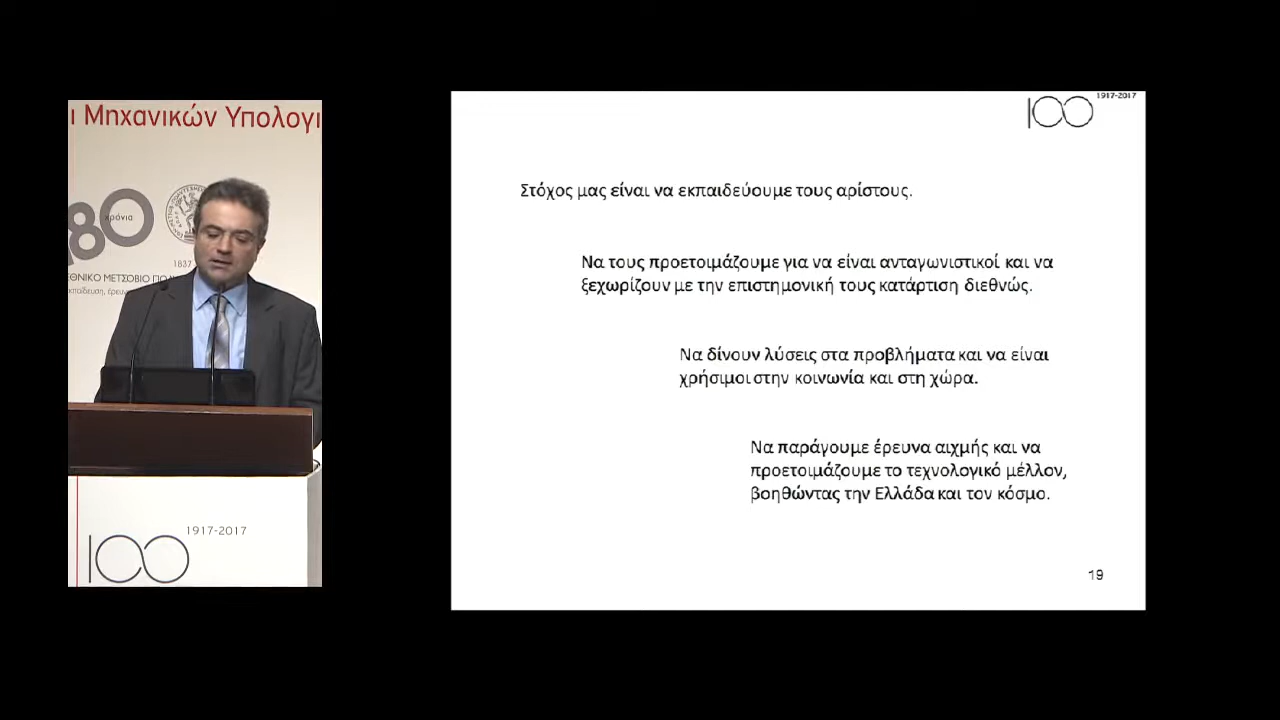 ι Μηχανικών Υπολογι
80
χρόνια
1837
ΕΘΝΙΚΟ ΜΕΤΣΟΒΙΟ ΠΟΛΥ
1917-2017
100
1917-2017
100
Στόχος μας είναι να εκπαιδεύουμε τους αρίστους.
Να τους προετοιμάζουμε για να είναι ανταγωνιστικοί και να
ξεχωρίζουν με την επιστημονική τους κατάρτιση διεθνώς.
Να δίνουν λύσεις στα προβλήματα και να είναι
χρήσιμοι στην κοινωνία και στη χώρα.
Να παράγουμε έρευνα αιχμής και να
προετοιμάζουμε το τεχνολογικό μέλλον,
βοηθώντας την Ελλάδα και τον κόσμο.
19